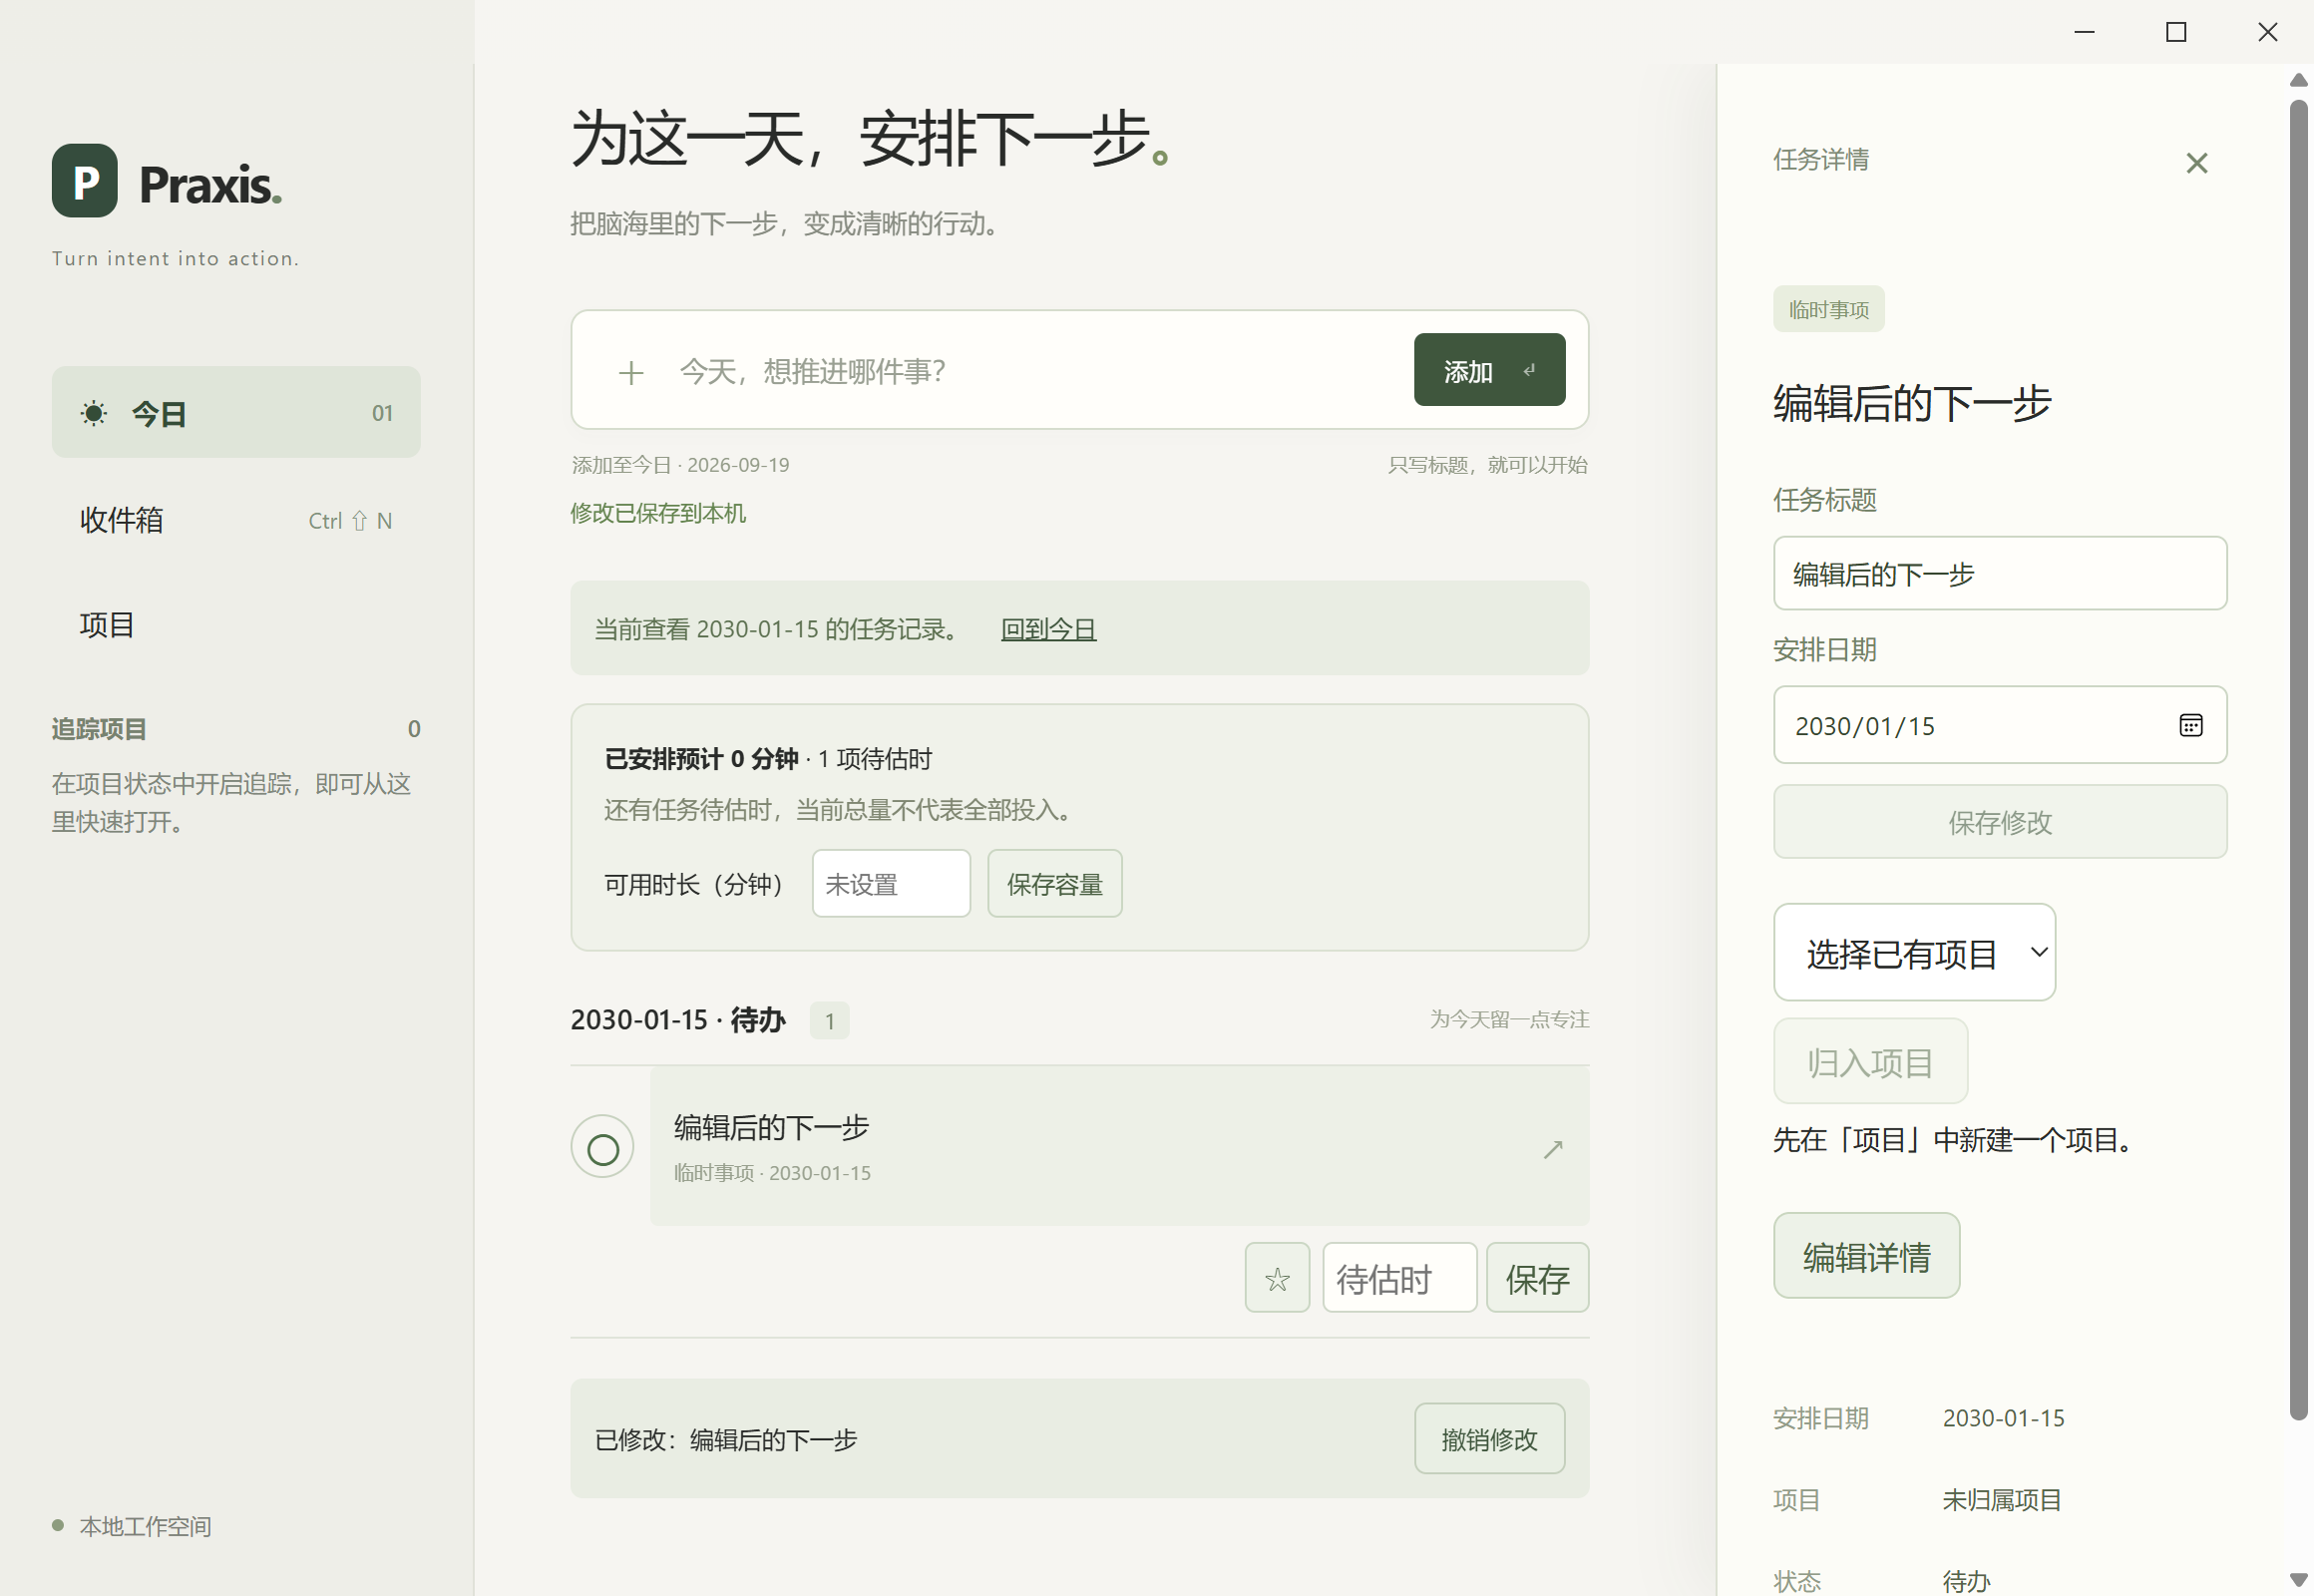 P Praxis.
Turn intent into action.
今日 01
收件箱 Ctrl ⇧ N
项目
追踪项目 0
在项目状态中开启追踪，即可从这
里快速打开。
本地工作空间
为这一天，安排下一步。
把脑海里的下一步，变成清晰的行动。
今天，想推进哪件事？
添加 ↵
添加至今日 · 2026-09-19
只写标题，就可以开始
修改已保存到本机
当前查看 2030-01-15 的任务记录。 回到今日
已安排预计 0 分钟 · 1 项待估时
还有任务待估时，当前总量不代表全部投入。
可用时长（分钟） 未设置 保存容量
2030-01-15 · 待办 1
为今天留一点专注
编辑后的下一步
临时事项 · 2030-01-15
待估时 保存
已修改：编辑后的下一步 撤销修改
任务详情
临时事项
编辑后的下一步
任务标题
编辑后的下一步
安排日期
2030/01/15
保存修改
选择已有项目
归入项目
先在「项目」中新建一个项目。
编辑详情
安排日期 2030-01-15
项目 未归属项目
状态 待办